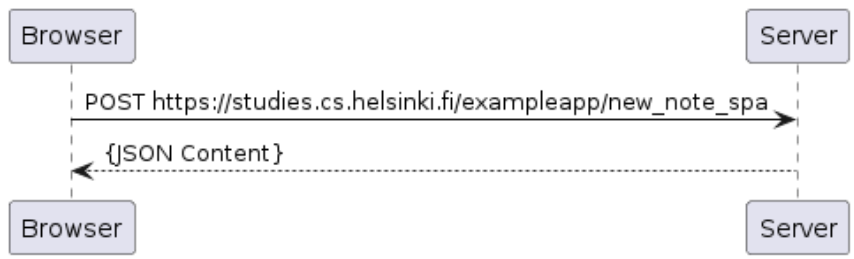 Browser Server
POST https://studies.cs.helsinki.fi/exampleapp/new_note_spa
{JSON Content}
Browser Server